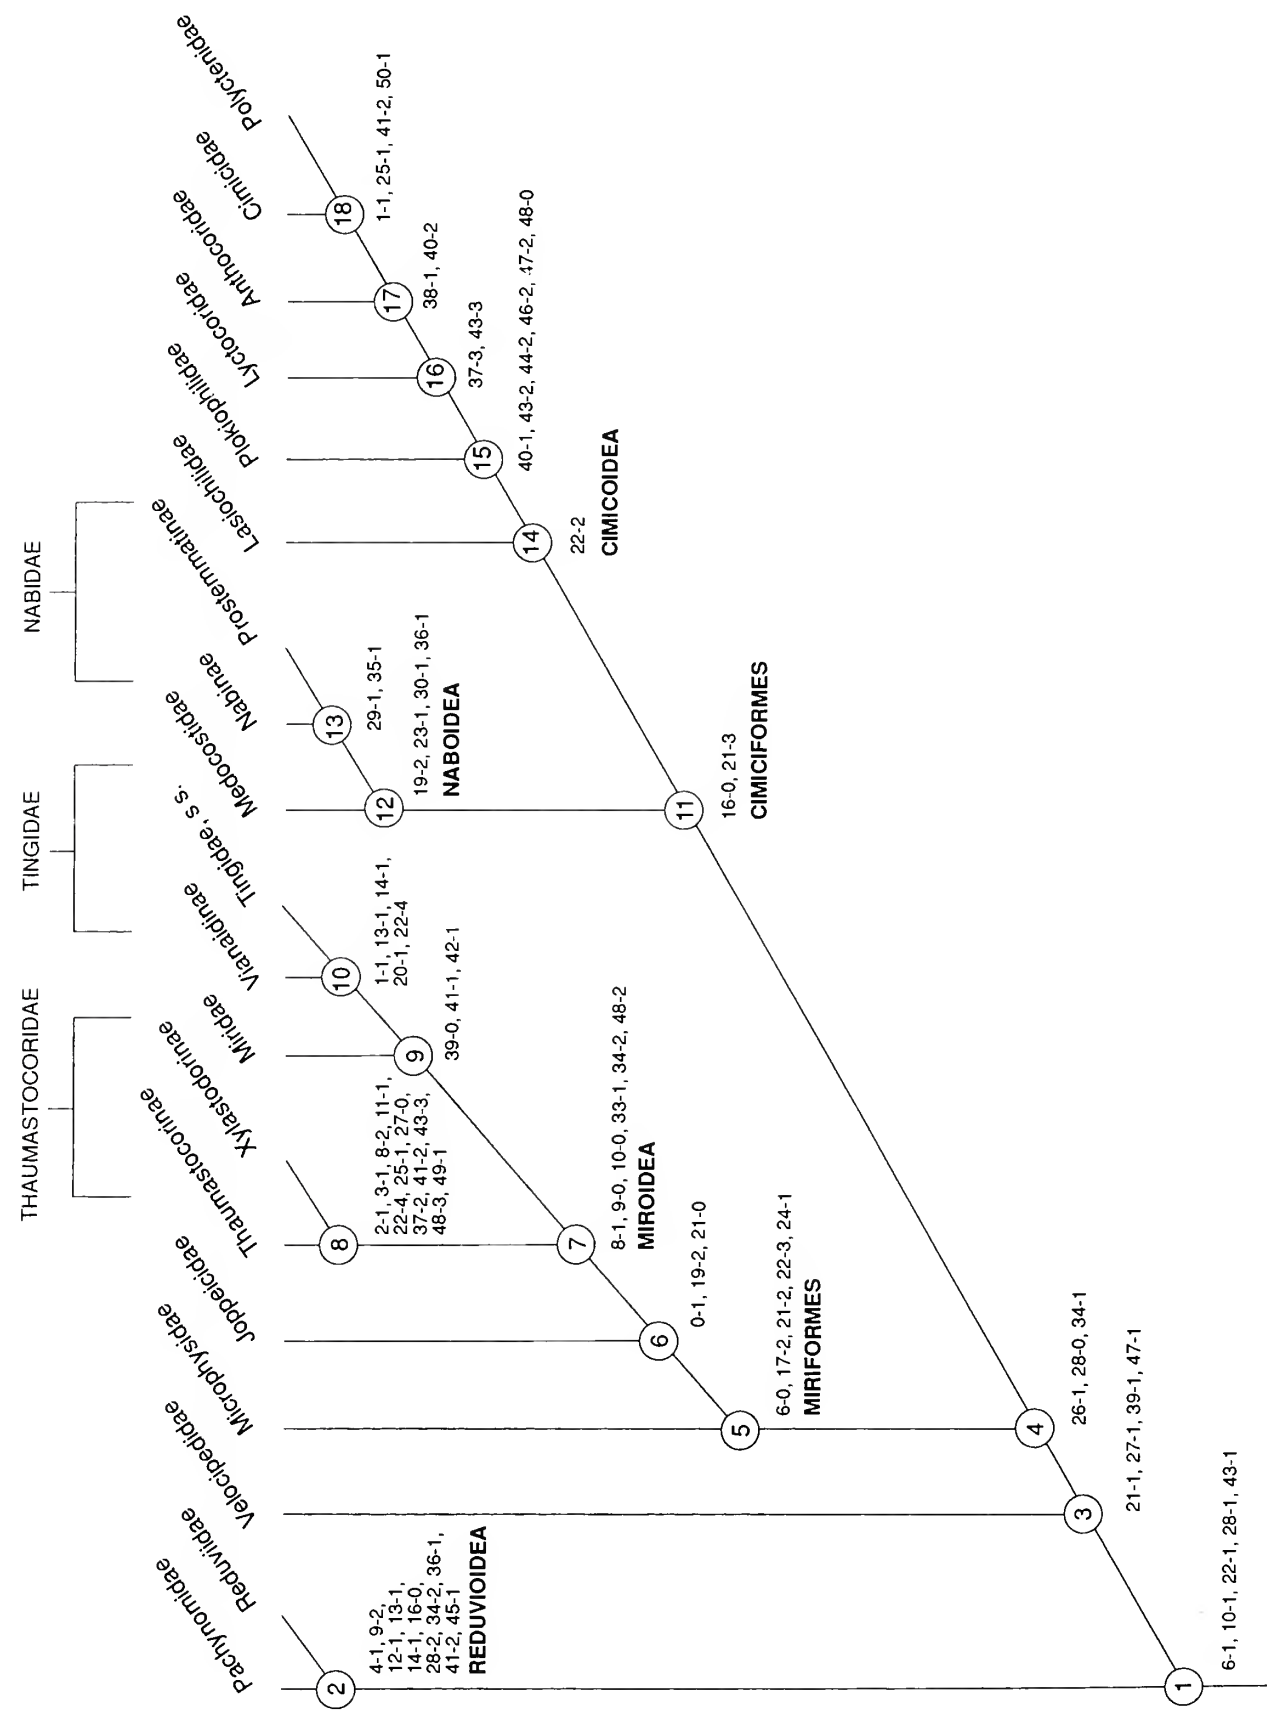 THAUMASTOCORIDAE
TINGIDAE
NABIDAE
Pachynomidae
Reduviidae
Velocipedidae
Microphysidae
Joppeicidae
Thaumastocorinae
Xylastodorinae
Miridae
Vianaidinae
Tingidae, s.s.
Medocostidae
Nabinae
Prostemmatinae
Lasiochilidae
Plokiophilidae
Lyctocoridae
Anthocoridae
Cimicidae
Polyctenidae
2
4-1, 9-2,
12-1, 13-1,
14-1, 16-0,
28-2, 34-2, 36-1,
41-2, 45-1
REDUVIOIDEA
8
2-1, 3-1, 8-2, 11-1,
22-4, 25-1, 27-0,
37-2, 41-2, 43-3,
48-3, 49-1
10
1-1, 13-1, 14-1,
20-1, 22-4
9
39-0, 41-1, 42-1
13
29-1, 35-1
12
19-2, 23-1, 30-1, 36-1
NABOIDEA
18
1-1, 25-1, 41-2, 50-1
17
38-1, 40-2
16
37-3, 43-3
15
40-1, 43-2, 44-2, 46-2, 47-2, 48-0
14
22-2
CIMICOIDEA
7
8-1, 9-0, 10-0, 33-1, 34-2, 48-2
MIROIDEA
6
0-1, 19-2, 21-0
5
6-0, 17-2, 21-2, 22-3, 24-1
MIRIFORMES
11
16-0, 21-3
CIMICIFORMES
4
26-1, 28-0, 34-1
3
21-1, 27-1, 39-1, 47-1
1
6-1, 10-1, 22-1, 28-1, 43-1